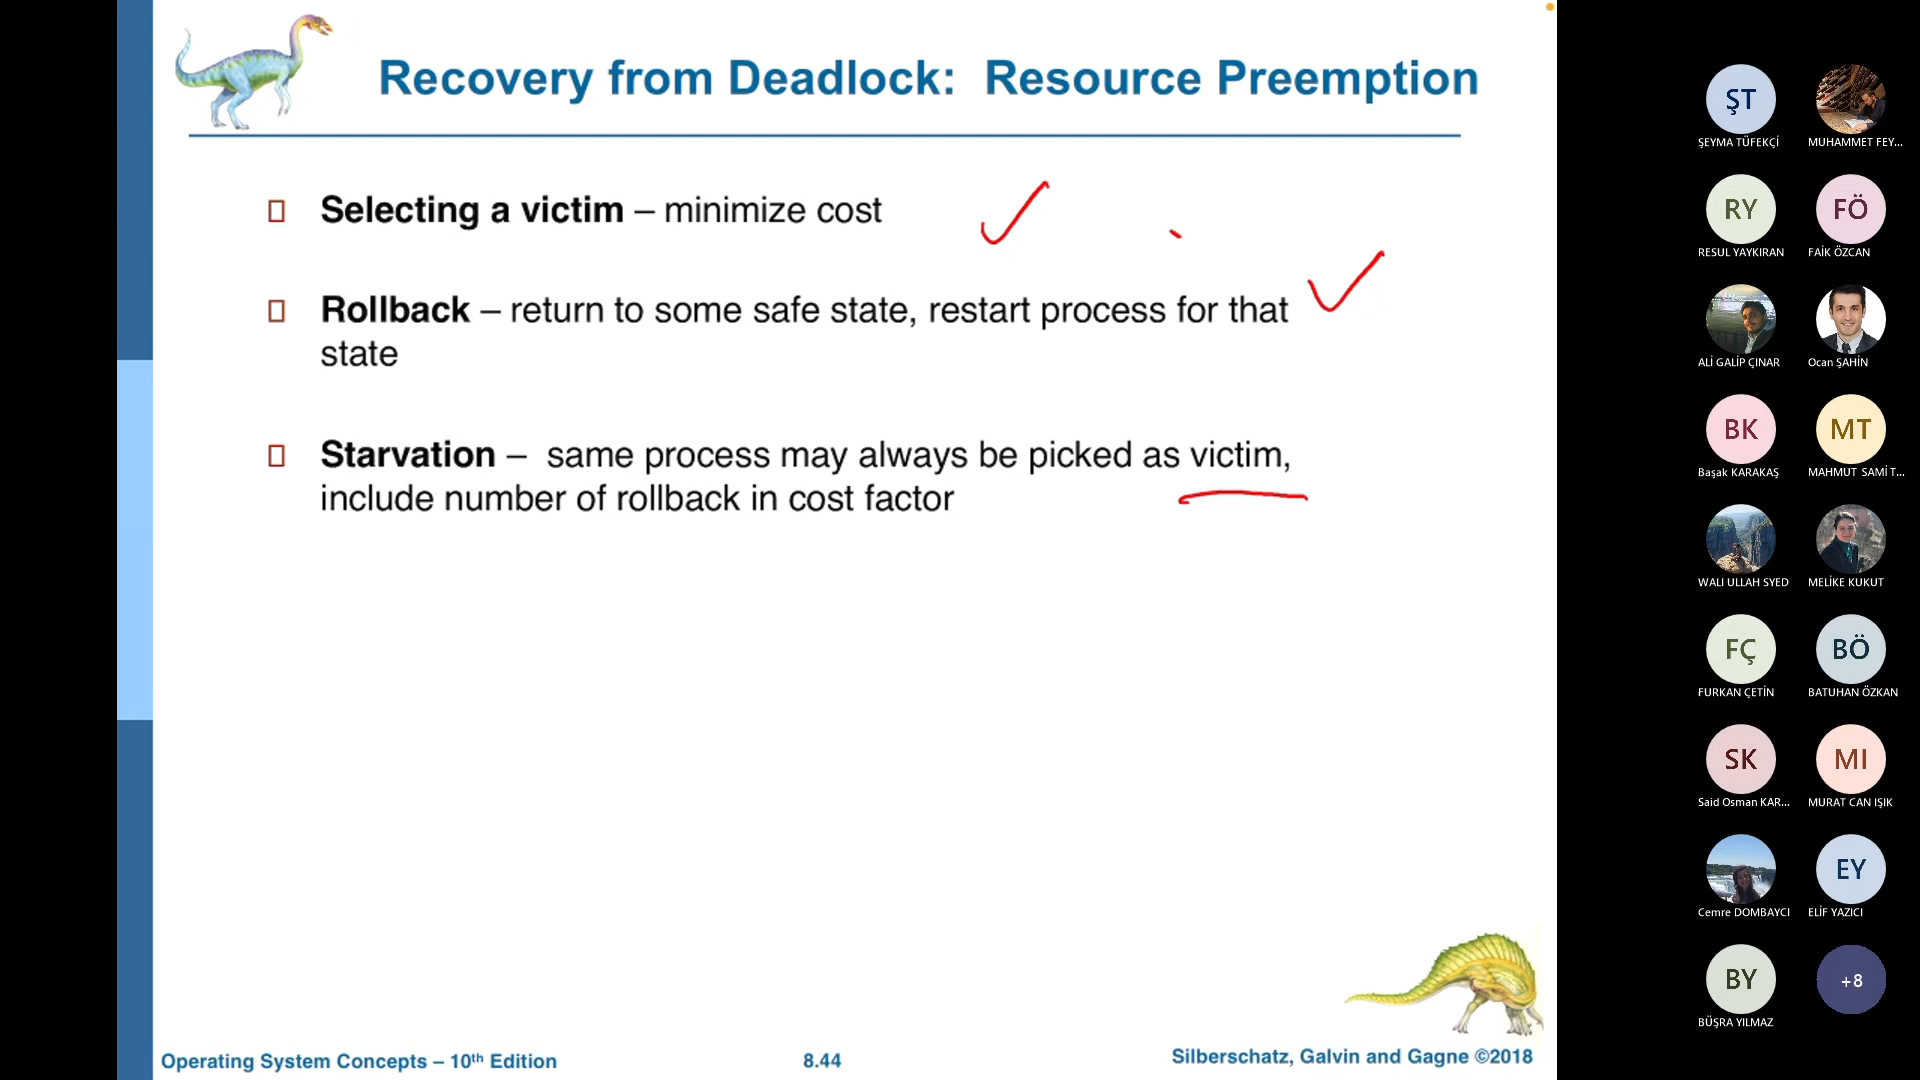 Recovery from Deadlock:  Resource Preemption
Selecting a victim – minimize cost
Rollback – return to some safe state, restart process for that
state
Starvation –  same process may always be picked as victim,
include number of rollback in cost factor
Operating System Concepts – 10th Edition
8.44
Silberschatz, Galvin and Gagne ©2018
ŞT
ŞEYMA TÜFEKÇİ
MUHAMMET FEY...
RY
RESUL YAYKIRAN
FÖ
FAİK ÖZCAN
ALİ GALİP ÇINAR
Ocan ŞAHİN
BK
Başak KARAKAŞ
MT
MAHMUT SAMİ T...
WALI ULLAH SYED
MELİKE KUKUT
FÇ
FURKAN ÇETİN
BÖ
BATUHAN ÖZKAN
SK
Said Osman KAR...
MI
MURAT CAN IŞIK
Cemre DOMBAYCI
EY
ELİF YAZICI
BY
BÜŞRA YILMAZ
+8